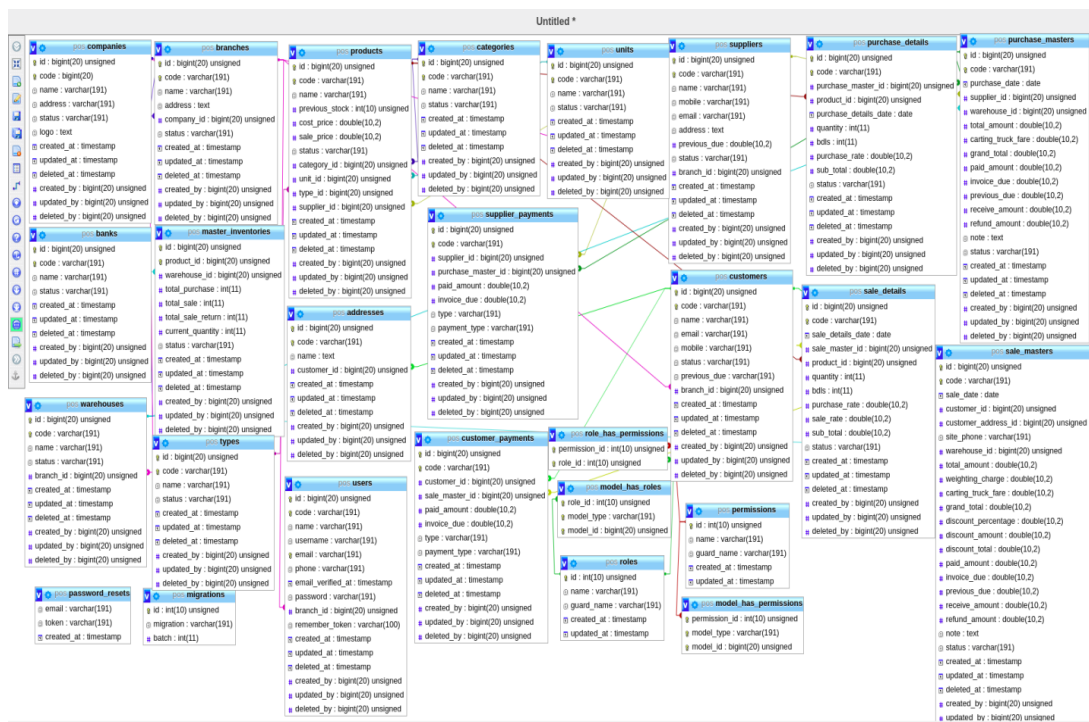 Untitled *
pos companies
id : bigint(20) unsigned
code : bigint(20)
name : varchar(191)
address : varchar(191)
status : varchar(191)
logo : text
created_at : timestamp
updated_at : timestamp
deleted_at : timestamp
created_by : bigint(20) unsigned
updated_by : bigint(20) unsigned
deleted_by : bigint(20) unsigned
pos branches
id : bigint(20) unsigned
code : varchar(191)
name : varchar(191)
address : text
company_id : bigint(20) unsigned
status : varchar(191)
created_at : timestamp
updated_at : timestamp
deleted_at : timestamp
created_by : bigint(20) unsigned
updated_by : bigint(20) unsigned
deleted_by : bigint(20) unsigned
pos products
id : bigint(20) unsigned
code : varchar(191)
name : varchar(191)
previous_stock : int(10) unsigned
cost_price : double(10,2)
sale_price : double(10,2)
status : varchar(191)
category_id : bigint(20) unsigned
unit_id : bigint(20) unsigned
type_id : bigint(20) unsigned
supplier_id : bigint(20) unsigned
created_at : timestamp
updated_at : timestamp
deleted_at : timestamp
created_by : bigint(20) unsigned
updated_by : bigint(20) unsigned
deleted_by : bigint(20) unsigned
pos categories
id : bigint(20) unsigned
code : varchar(191)
name : varchar(191)
status : varchar(191)
created_at : timestamp
updated_at : timestamp
deleted_at : timestamp
created_by : bigint(20) unsigned
updated_by : bigint(20) unsigned
deleted_by : bigint(20) unsigned
pos units
id : bigint(20) unsigned
code : varchar(191)
name : varchar(191)
status : varchar(191)
created_at : timestamp
updated_at : timestamp
deleted_at : timestamp
created_by : bigint(20) unsigned
updated_by : bigint(20) unsigned
deleted_by : bigint(20) unsigned
pos suppliers
id : bigint(20) unsigned
code : varchar(191)
name : varchar(191)
mobile : varchar(191)
email : varchar(191)
address : text
previous_due : double(10,2)
status : varchar(191)
branch_id : bigint(20) unsigned
created_at : timestamp
updated_at : timestamp
deleted_at : timestamp
created_by : bigint(20) unsigned
updated_by : bigint(20) unsigned
deleted_by : bigint(20) unsigned
pos purchase_details
id : bigint(20) unsigned
code : varchar(191)
purchase_master_id : bigint(20) unsigned
product_id : bigint(20) unsigned
purchase_details_date : date
quantity : int(11)
bdls : int(11)
purchase_rate : double(10,2)
sub_total : double(10,2)
status : varchar(191)
created_at : timestamp
updated_at : timestamp
deleted_at : timestamp
created_by : bigint(20) unsigned
updated_by : bigint(20) unsigned
deleted_by : bigint(20) unsigned
pos purchase_masters
id : bigint(20) unsigned
code : varchar(191)
purchase_date : date
supplier_id : bigint(20) unsigned
warehouse_id : bigint(20) unsigned
total_amount : double(10,2)
carting_truck_fare : double(10,2)
grand_total : double(10,2)
paid_amount : double(10,2)
invoice_due : double(10,2)
previous_due : double(10,2)
receive_amount : double(10,2)
refund_amount : double(10,2)
note : text
status : varchar(191)
created_at : timestamp
updated_at : timestamp
deleted_at : timestamp
created_by : bigint(20) unsigned
updated_by : bigint(20) unsigned
deleted_by : bigint(20) unsigned
pos banks
id : bigint(20) unsigned
code : varchar(191)
name : varchar(191)
status : varchar(191)
created_at : timestamp
updated_at : timestamp
deleted_at : timestamp
created_by : bigint(20) unsigned
updated_by : bigint(20) unsigned
deleted_by : bigint(20) unsigned
pos master_inventories
id : bigint(20) unsigned
product_id : bigint(20) unsigned
warehouse_id : bigint(20) unsigned
total_purchase : int(11)
total_sale : int(11)
total_sale_return : int(11)
current_quantity : int(11)
status : varchar(191)
created_at : timestamp
updated_at : timestamp
deleted_at : timestamp
created_by : bigint(20) unsigned
updated_by : bigint(20) unsigned
deleted_by : bigint(20) unsigned
pos supplier_payments
id : bigint(20) unsigned
code : varchar(191)
supplier_id : bigint(20) unsigned
purchase_master_id : bigint(20) unsigned
paid_amount : double(10,2)
invoice_due : double(10,2)
type : varchar(191)
payment_type : varchar(191)
created_at : timestamp
updated_at : timestamp
deleted_at : timestamp
created_by : bigint(20) unsigned
updated_by : bigint(20) unsigned
deleted_by : bigint(20) unsigned
pos addresses
id : bigint(20) unsigned
code : varchar(191)
name : text
customer_id : bigint(20) unsigned
created_at : timestamp
updated_at : timestamp
deleted_at : timestamp
created_by : bigint(20) unsigned
updated_by : bigint(20) unsigned
deleted_by : bigint(20) unsigned
pos customers
id : bigint(20) unsigned
code : varchar(191)
name : varchar(191)
email : varchar(191)
mobile : varchar(191)
status : varchar(191)
previous_due : double(10,2)
branch_id : bigint(20) unsigned
created_at : timestamp
updated_at : timestamp
deleted_at : timestamp
created_by : bigint(20) unsigned
updated_by : bigint(20) unsigned
deleted_by : bigint(20) unsigned
pos sale_details
id : bigint(20) unsigned
code : varchar(191)
sale_details_date : date
sale_master_id : bigint(20) unsigned
product_id : bigint(20) unsigned
quantity : int(11)
bdls : int(11)
purchase_rate : double(10,2)
sale_rate : double(10,2)
sub_total : double(10,2)
status : varchar(191)
created_at : timestamp
updated_at : timestamp
deleted_at : timestamp
created_by : bigint(20) unsigned
updated_by : bigint(20) unsigned
deleted_by : bigint(20) unsigned
pos sale_masters
id : bigint(20) unsigned
code : varchar(191)
sale_date : date
customer_id : bigint(20) unsigned
customer_address_id : bigint(20) unsigned
site_phone : varchar(191)
warehouse_id : bigint(20) unsigned
total_amount : double(10,2)
weighting_charge : double(10,2)
carting_truck_fare : double(10,2)
grand_total : double(10,2)
discount_percentage : double(10,2)
discount_amount : double(10,2)
discount_total : double(10,2)
paid_amount : double(10,2)
invoice_due : double(10,2)
previous_due : double(10,2)
receive_amount : double(10,2)
refund_amount : double(10,2)
note : text
status : varchar(191)
created_at : timestamp
updated_at : timestamp
deleted_at : timestamp
created_by : bigint(20) unsigned
updated_by : bigint(20) unsigned
pos warehouses
id : bigint(20) unsigned
code : varchar(191)
name : varchar(191)
status : varchar(191)
branch_id : bigint(20) unsigned
created_at : timestamp
updated_at : timestamp
deleted_at : timestamp
created_by : bigint(20) unsigned
updated_by : bigint(20) unsigned
deleted_by : bigint(20) unsigned
pos types
id : bigint(20) unsigned
code : varchar(191)
name : varchar(191)
status : varchar(191)
created_at : timestamp
updated_at : timestamp
deleted_at : timestamp
created_by : bigint(20) unsigned
updated_by : bigint(20) unsigned
deleted_by : bigint(20) unsigned
pos users
id : bigint(20) unsigned
code : varchar(191)
name : varchar(191)
username : varchar(191)
email : varchar(191)
phone : varchar(191)
email_verified_at : timestamp
password : varchar(191)
branch_id : bigint(20) unsigned
remember_token : varchar(100)
created_at : timestamp
updated_at : timestamp
deleted_at : timestamp
created_by : bigint(20) unsigned
updated_by : bigint(20) unsigned
deleted_by : bigint(20) unsigned
pos customer_payments
id : bigint(20) unsigned
code : varchar(191)
customer_id : bigint(20) unsigned
sale_master_id : bigint(20) unsigned
paid_amount : double(10,2)
invoice_due : double(10,2)
type : varchar(191)
payment_type : varchar(191)
created_at : timestamp
updated_at : timestamp
deleted_at : timestamp
created_by : bigint(20) unsigned
updated_by : bigint(20) unsigned
deleted_by : bigint(20) unsigned
pos role_has_permissions
permission_id : int(10) unsigned
role_id : int(10) unsigned
pos model_has_roles
role_id : int(10) unsigned
model_type : varchar(191)
model_id : bigint(20) unsigned
pos roles
id : int(10) unsigned
name : varchar(191)
guard_name : varchar(191)
created_at : timestamp
updated_at : timestamp
pos permissions
id : int(10) unsigned
name : varchar(191)
guard_name : varchar(191)
created_at : timestamp
updated_at : timestamp
pos model_has_permissions
permission_id : int(10) unsigned
model_type : varchar(191)
model_id : bigint(20) unsigned
pos password_resets
email : varchar(191)
token : varchar(191)
created_at : timestamp
pos migrations
id : int(10) unsigned
migration : varchar(191)
batch : int(11)